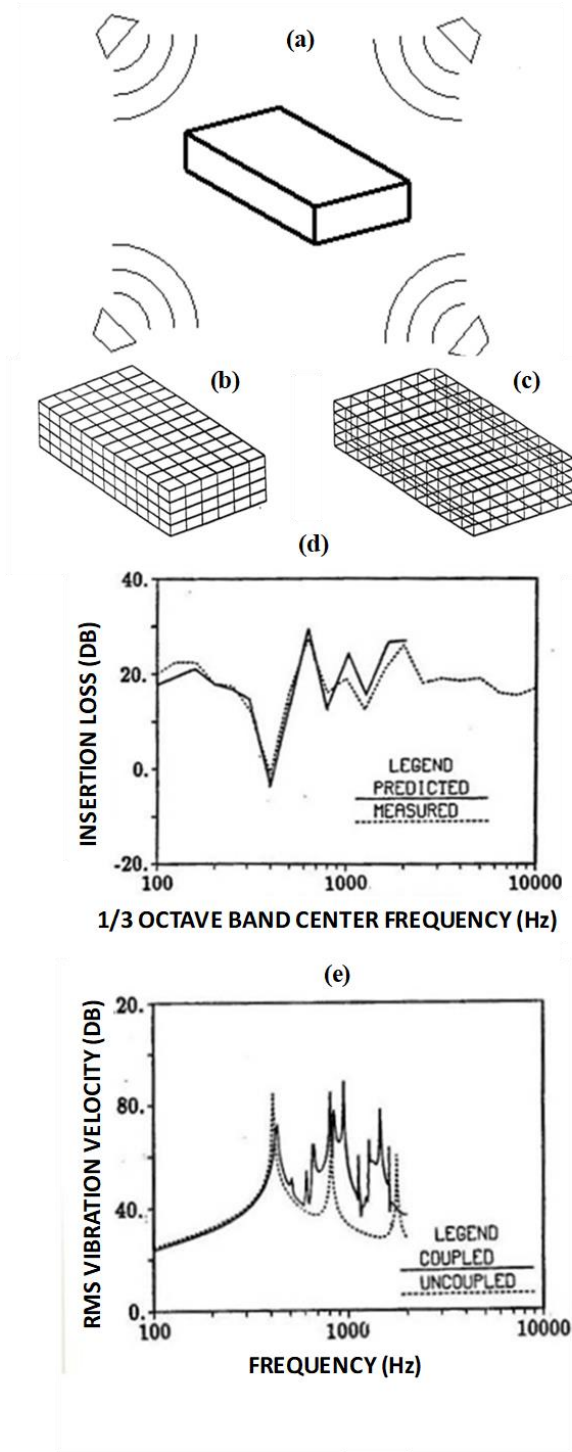 (a)
(b)
(c)
(d)
40.
20.
0.
-20.
INSERTION LOSS (DB)
LEGEND
PREDICTED
MEASURED
100
1000
10000
1/3 OCTAVE BAND CENTER FREQUENCY (Hz)
(e)
20.
80.
40.
0.
RMS VIBRATION VELOCITY (DB)
LEGEND
COUPLED
UNCOUPLED
100
1000
10000
FREQUENCY (Hz)